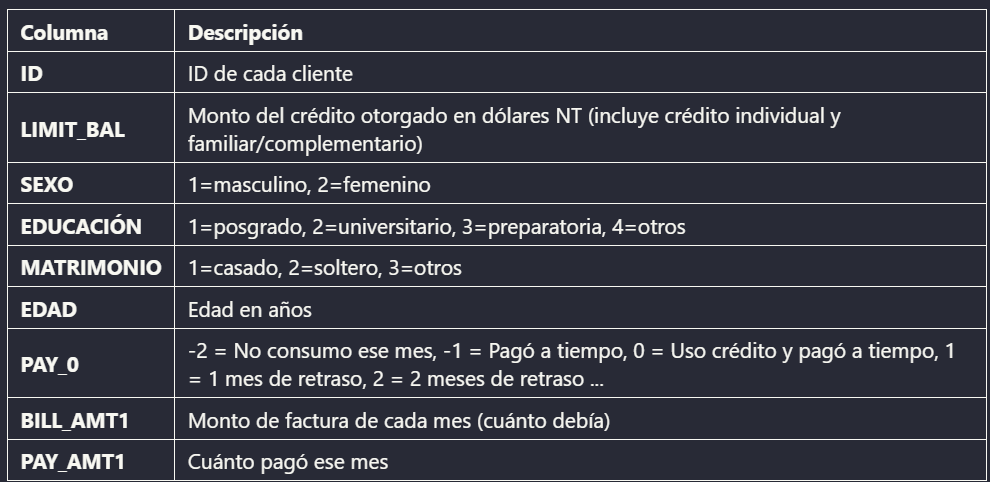 Columna Descripción
ID ID de cada cliente
LIMIT_BAL Monto del crédito otorgado en dólares NT (incluye crédito individual y
familiar/complementario)
SEXO 1=masculino, 2=femenino
EDUCACIÓN 1=posgrado, 2=universitario, 3=preparatoria, 4=otros
MATRIMONIO 1=casado, 2=soltero, 3=otros
EDAD Edad en años
PAY_0 -2 = No consumo ese mes, -1 = Pagó a tiempo, 0 = Uso crédito y pagó a tiempo, 1
= 1 mes de retraso, 2 = 2 meses de retraso ...
BILL_AMT1 Monto de factura de cada mes (cuánto debía)
PAY_AMT1 Cuánto pagó ese mes